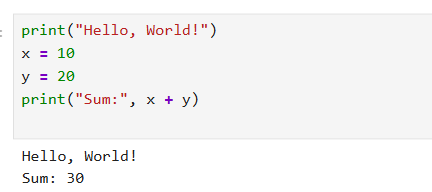 print("Hello, World!")
x = 10
y = 20
print("Sum:", x + y)
Hello, World!
Sum: 30